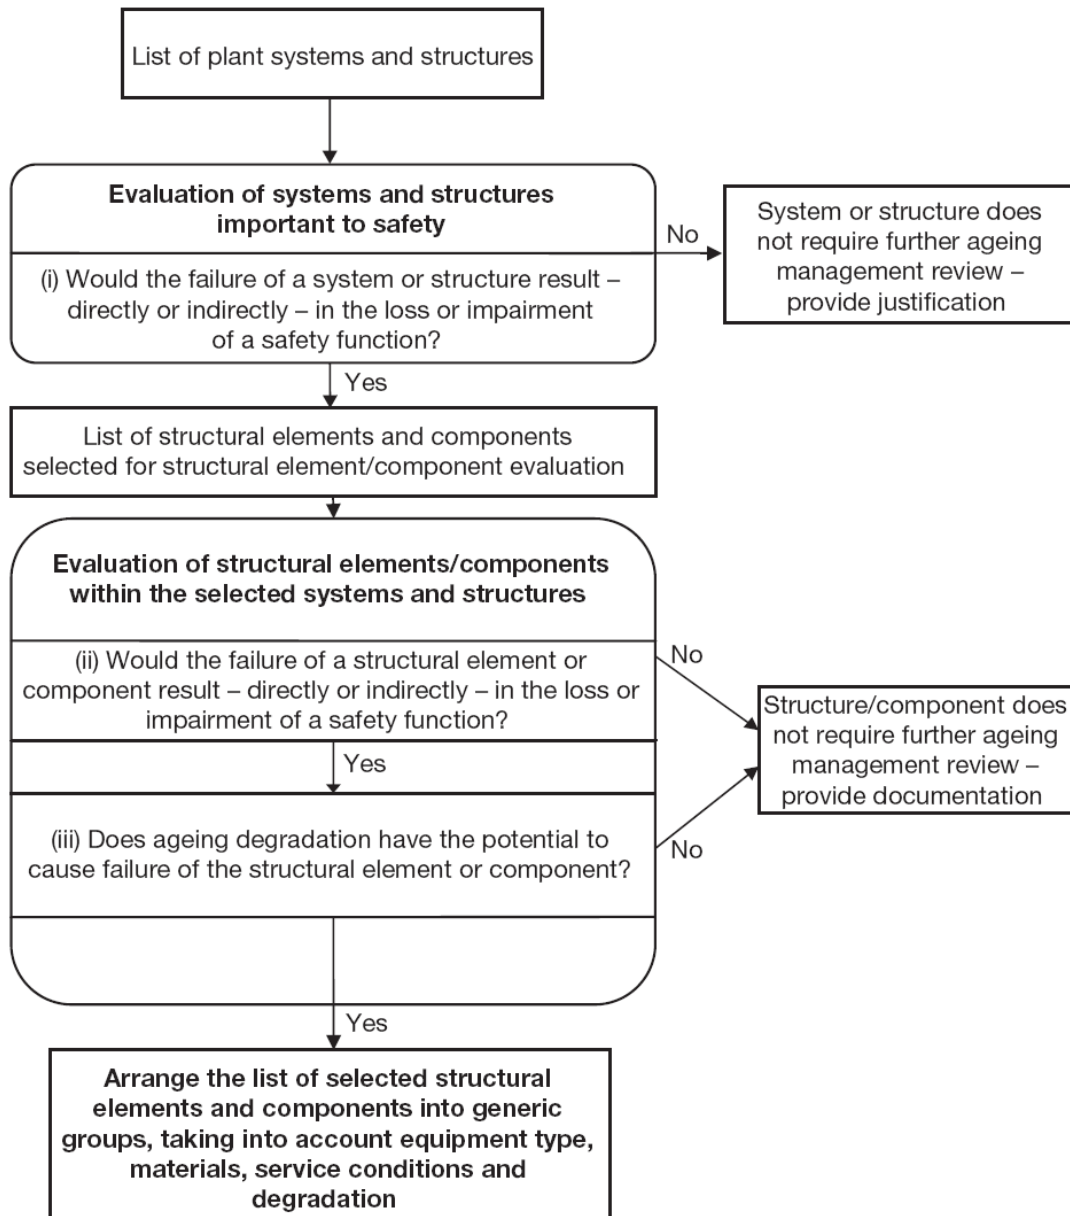 List of plant systems and structures
Evaluation of systems and structures
important to safety
(i) Would the failure of a system or structure result –
directly or indirectly – in the loss or impairment
of a safety function?
No
System or structure does
not require further ageing
management review –
provide justification
Yes
List of structural elements and components
selected for structural element/component evaluation
Evaluation of structural elements/components
within the selected systems and structures
(ii) Would the failure of a structural element or
component result – directly or indirectly – in the loss or
impairment of a safety function?
No
Yes
Structure/component does
not require further ageing
management review –
provide documentation
(iii) Does ageing degradation have the potential to
cause failure of the structural element or component?
No
Yes
Arrange the list of selected structural
elements and components into generic
groups, taking into account equipment type,
materials, service conditions and
degradation